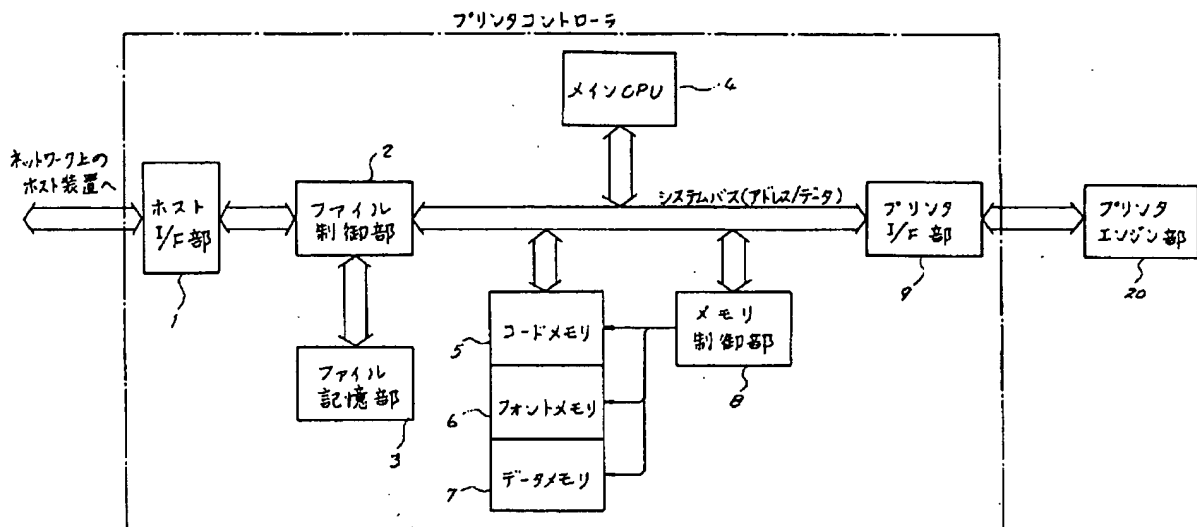 プリンタコントローラ
メインCPU
4
ネットワーク上の
ホスト装置へ
ホスト
I/F部
1
2
ファイル
制御部
システムバス(アドレス/データ)
プリンタ
I/F部
9
プリンタ
エンジン部
20
ファイル
記憶部
3
コードメモリ
5
フォントメモリ
6
データメモリ
7
メモリ
制御部
8